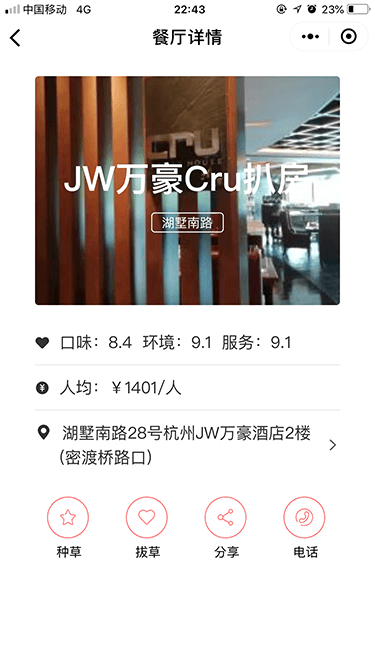 中国移动 4G 22:43 23%
餐厅详情
CRU
HOUSE
JW万豪Cru扒房
湖墅南路
口味：8.4 环境：9.1 服务：9.1
人均：￥1401/人
湖墅南路28号杭州JW万豪酒店2楼
(密渡桥路口)
种草 拔草 分享 电话